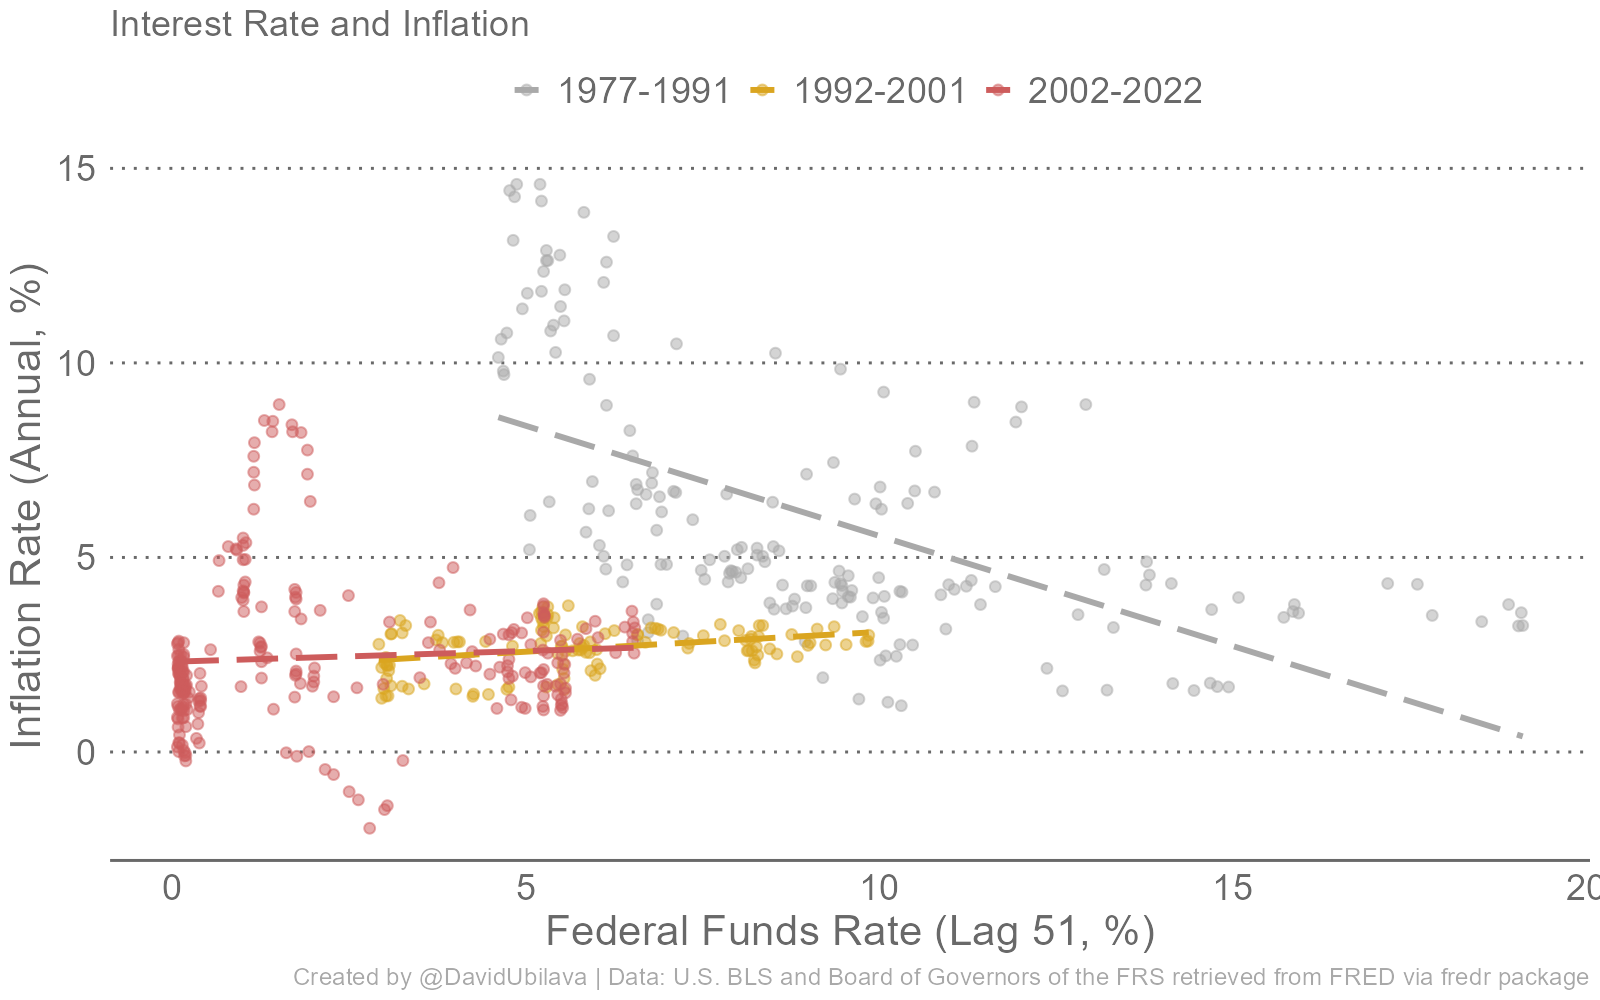 Interest Rate and Inflation
1977-1991 1992-2001 2002-2022
15
10
5
0
Inflation Rate (Annual, %)
0 5 10 15 20
Federal Funds Rate (Lag 51, %)
Created by @DavidUbilava | Data: U.S. BLS and Board of Governors of the FRS retrieved from FRED via fredr package